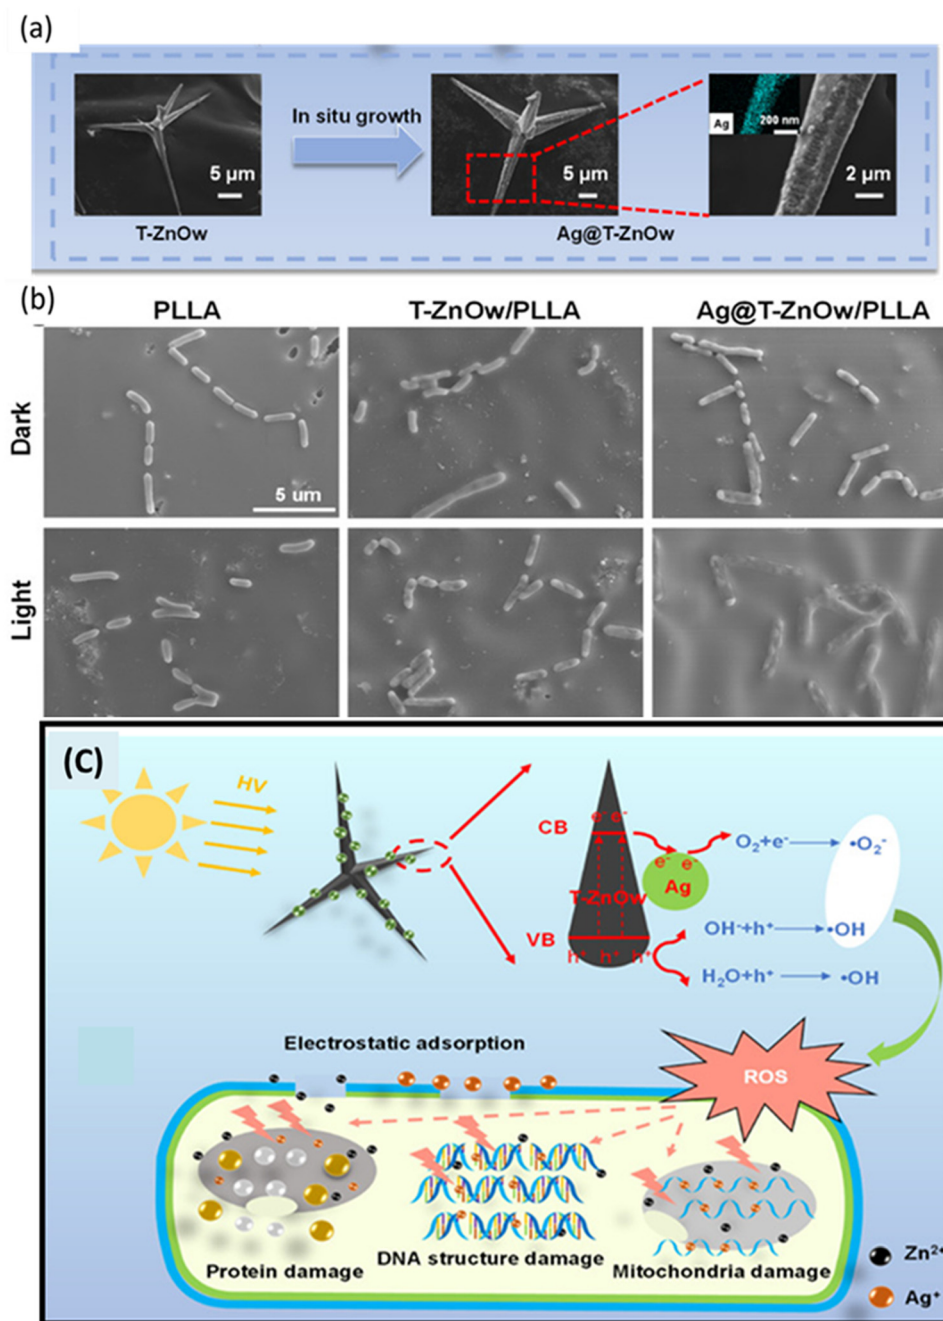 (a)
In situ growth
5 μm
5 μm
Ag
200 nm
2 μm
T-ZnOw
Ag@T-ZnOw
(b)
PLLA
T-ZnOw/PLLA
Ag@T-ZnOw/PLLA
Dark
5 um
Light
(C)
HV
CB
e⁻ e⁻
e⁻ e⁻
Ag
T-ZnOw
VB
h⁺ h⁺ h⁺
O₂+e⁻
•O₂⁻
OH⁻+h⁺
•OH
H₂O+h⁺
•OH
Electrostatic adsorption
ROS
Protein damage
DNA structure damage
Mitochondria damage
Zn²⁺
Ag⁺